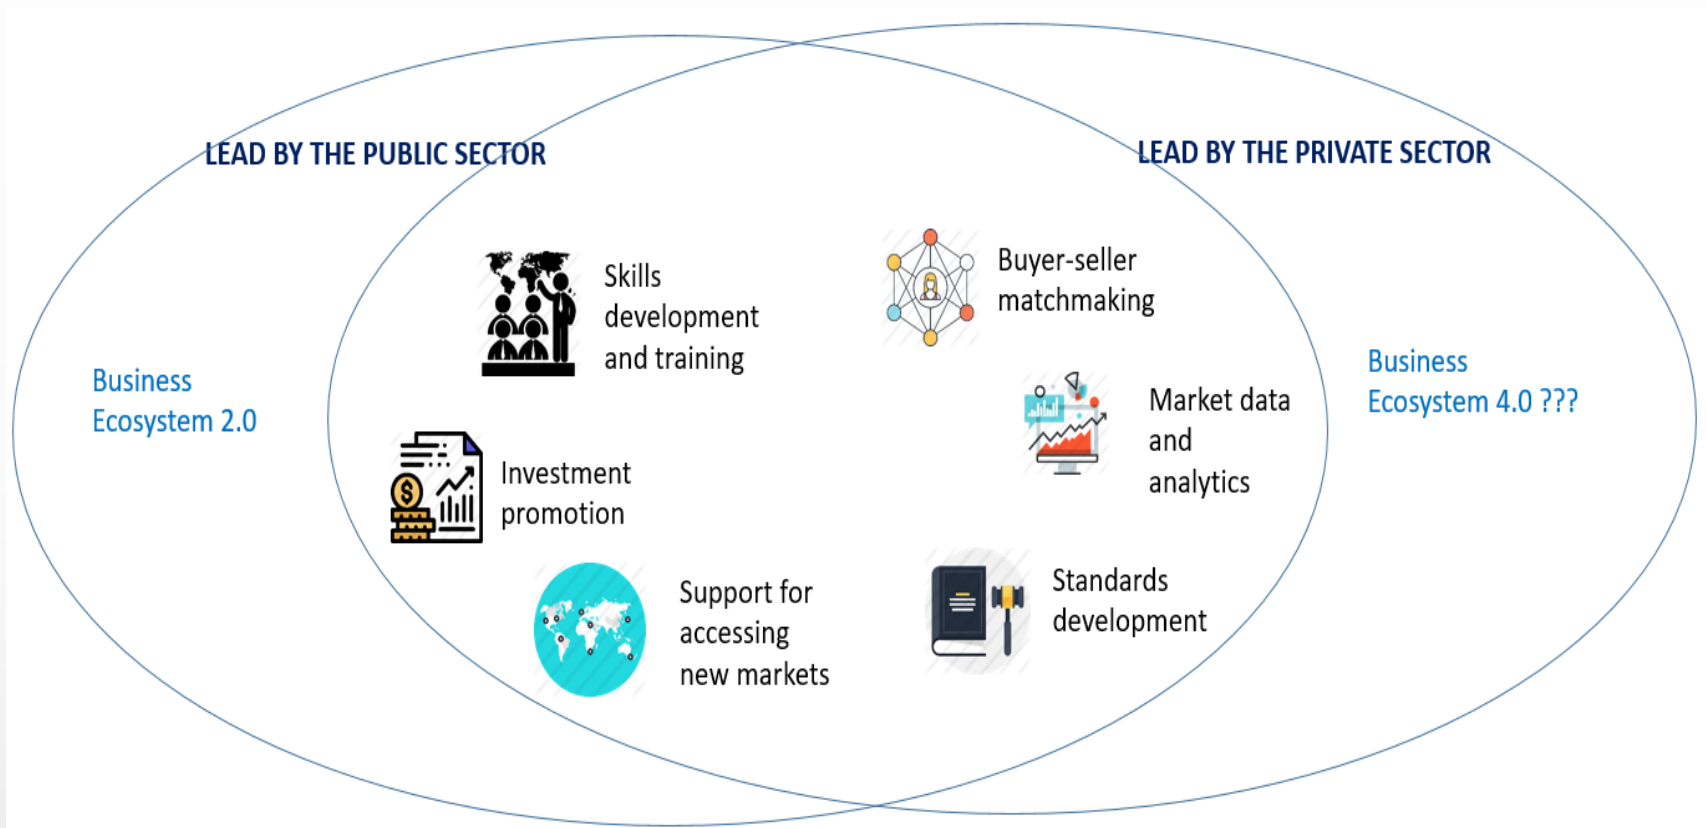 LEAD BY THE PUBLIC SECTOR
LEAD BY THE PRIVATE SECTOR
Skills
development
and training
Buyer-seller
matchmaking
Business
Ecosystem 2.0
Business
Ecosystem 4.0 ???
Market data
and
analytics
Investment
promotion
$
Support for
accessing
new markets
Standards
development